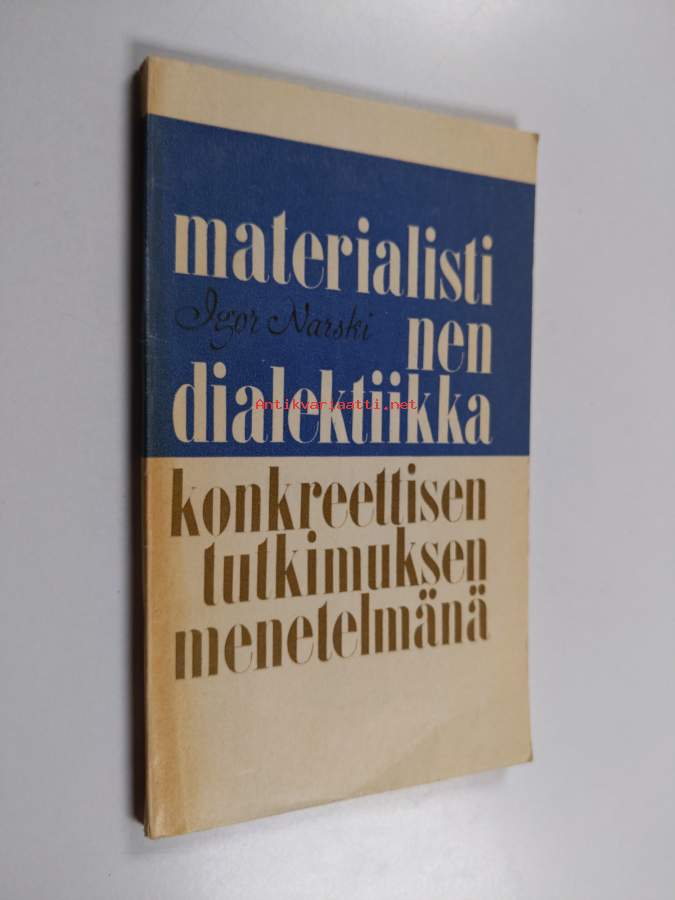 materialisti
Igor Narski
nen
dialektiikka
Antikvariaatti.net
konkreettisen
tutkimuksen
menetelmänä